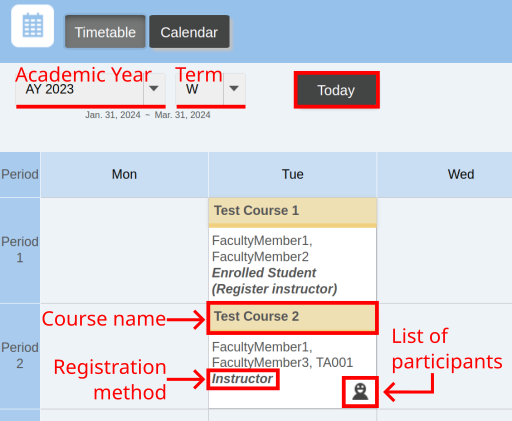 Timetable
Calendar
Academic Year
Term
AY 2023
W
Today
Jan. 31, 2024 ~ Mar. 31, 2024
Period
Mon
Tue
Wed
Period
1
Test Course 1
FacultyMember1,
FacultyMember2
Enrolled Student
(Register instructor)
Course name
Test Course 2
Period
2
FacultyMember1,
FacultyMember3, TA001
Instructor
Registration
method
List of
participants